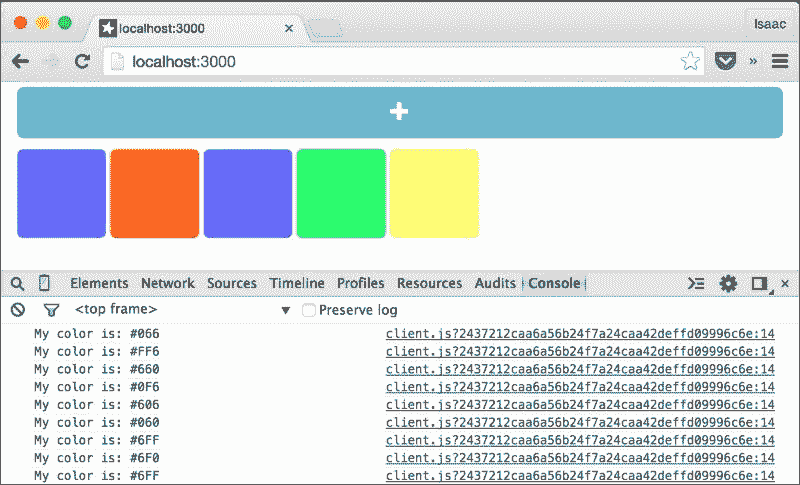 localhost:3000
Isaac
localhost:3000
Elements Network Sources Timeline Profiles Resources Audits Console
<top frame> Preserve log
My color is: #066 client.js?2437212caa6a56b24f7a24caa42deffd09996c6e:14
My color is: #FF6 client.js?2437212caa6a56b24f7a24caa42deffd09996c6e:14
My color is: #660 client.js?2437212caa6a56b24f7a24caa42deffd09996c6e:14
My color is: #0F6 client.js?2437212caa6a56b24f7a24caa42deffd09996c6e:14
My color is: #606 client.js?2437212caa6a56b24f7a24caa42deffd09996c6e:14
My color is: #060 client.js?2437212caa6a56b24f7a24caa42deffd09996c6e:14
My color is: #6FF client.js?2437212caa6a56b24f7a24caa42deffd09996c6e:14
My color is: #6F0 client.js?2437212caa6a56b24f7a24caa42deffd09996c6e:14
My color is: #6FF client.js?2437212caa6a56b24f7a24caa42deffd09996c6e:14